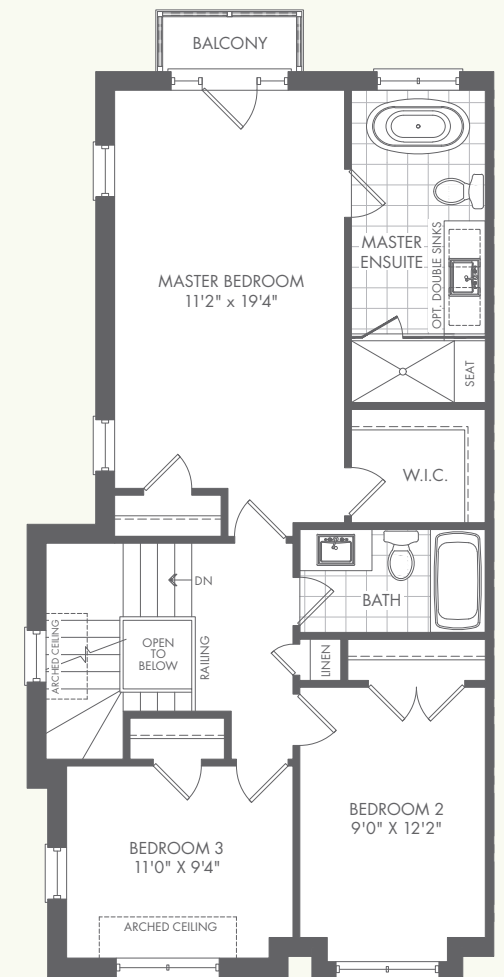 BALCONY
MASTER BEDROOM
11'2" x 19'4"
MASTER
ENSUITE
OPT. DOUBLE SINKS
SEAT
W.I.C.
BATH
DN
OPEN
TO
BELOW
RAILING
ARCHED CEILING
LINEN
BEDROOM 2
9'0" X 12'2"
BEDROOM 3
11'0" X 9'4"
ARCHED CEILING